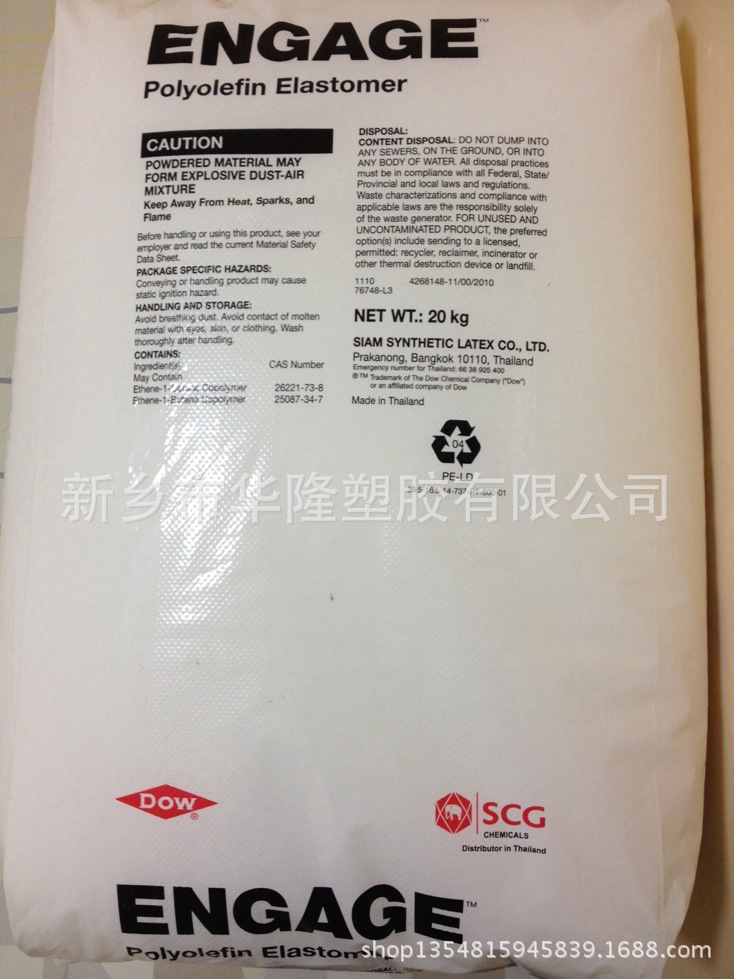 ENGAGE™
Polyolefin Elastomer
CAUTION
POWDERED MATERIAL MAY
FORM EXPLOSIVE DUST-AIR
MIXTURE
Keep Away From Heat, Sparks, and
Flame
Before handling or using this product, see your
employer and read the current Material Safety
Data Sheet.
PACKAGE SPECIFIC HAZARDS:
Conveying or handling product may cause
static ignition hazard.
HANDLING AND STORAGE:
Avoid breathing dust. Avoid contact of molten
material with eyes, skin, or clothing. Wash
thoroughly after handling.
CONTAINS:
Ingredient(s) CAS Number
May Contain
Ethene-1-Octene Copolymer 26221-73-8
Ethene-1-Butene Copolymer 25087-34-7
DISPOSAL:
CONTENT DISPOSAL: DO NOT DUMP INTO
ANY SEWERS, ON THE GROUND, OR INTO
ANY BODY OF WATER. All disposal practices
must be in compliance with all Federal, State/
Provincial and local laws and regulations.
Waste characterizations and compliance with
applicable laws are the responsibility solely
of the waste generator. FOR UNUSED AND
UNCONTAMINATED PRODUCT, the preferred
option(s) include sending to a licensed,
permitted: recycler, reclaimer, incinerator or
other thermal destruction device or landfill.
1110 4268148-11/00/2010
76748-L3
NET WT.: 20 kg
SIAM SYNTHETIC LATEX CO., LTD.
Prakanong, Bangkok 10110, Thailand
Emergency number for Thailand: 66 38 925 400
®™ Trademark of The Dow Chemical Company ("Dow")
or an affiliated company of Dow
Made in Thailand
04
PE-LD
新乡市华隆塑胶有限公司
DOW®
SCG
CHEMICALS
Distributor in Thailand
ENGAGE™
Polyolefin Elastomer
shop1354815945839.1688.com